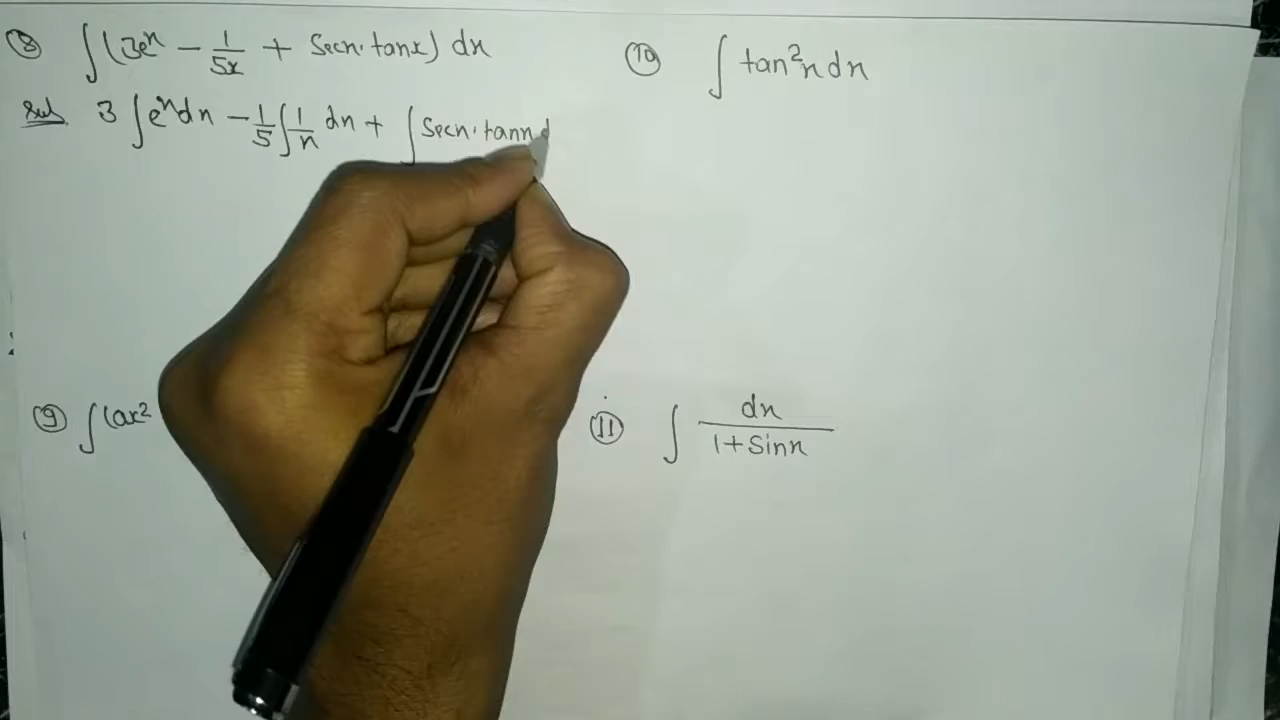 ⑧ ∫(3eˣ − 1/5x + Secx·tanx) dx
Sol 3∫eˣdx − 1/5∫1/x dx + ∫Secx·tanx d
⑨ ∫(ax²
⑩ ∫tan²x dx
⑪ ∫ dx/1+Sinx